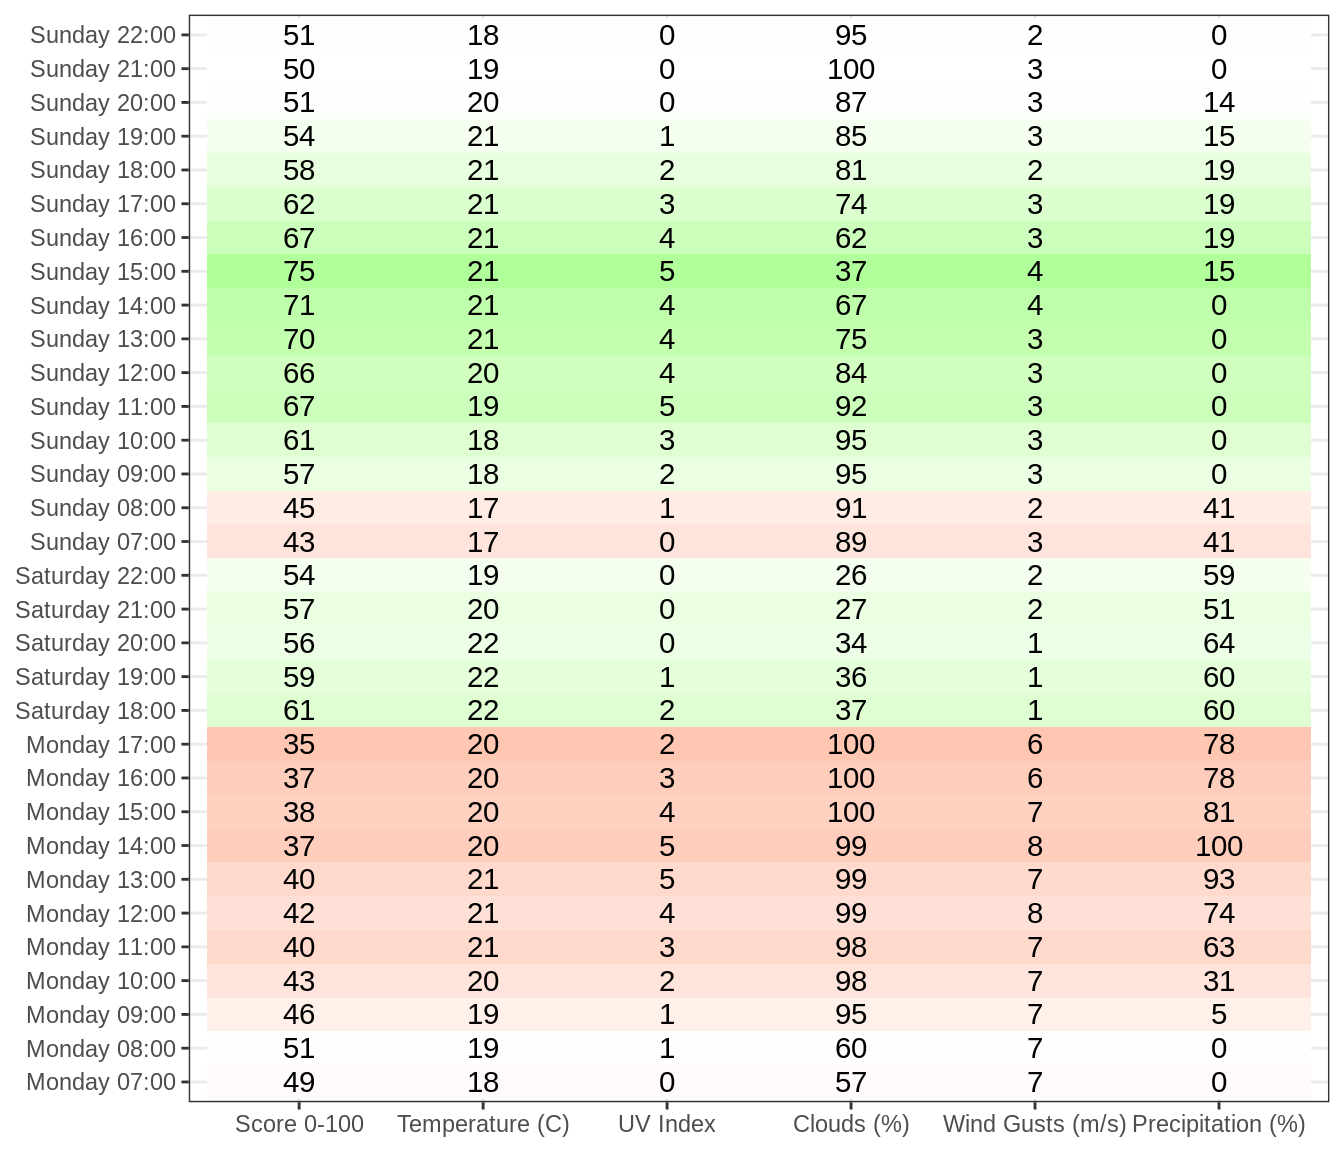 Sunday 22:00 51 18 0 95 2 0
Sunday 21:00 50 19 0 100 3 0
Sunday 20:00 51 20 0 87 3 14
Sunday 19:00 54 21 1 85 3 15
Sunday 18:00 58 21 2 81 2 19
Sunday 17:00 62 21 3 74 3 19
Sunday 16:00 67 21 4 62 3 19
Sunday 15:00 75 21 5 37 4 15
Sunday 14:00 71 21 4 67 4 0
Sunday 13:00 70 21 4 75 3 0
Sunday 12:00 66 20 4 84 3 0
Sunday 11:00 67 19 5 92 3 0
Sunday 10:00 61 18 3 95 3 0
Sunday 09:00 57 18 2 95 3 0
Sunday 08:00 45 17 1 91 2 41
Sunday 07:00 43 17 0 89 3 41
Saturday 22:00 54 19 0 26 2 59
Saturday 21:00 57 20 0 27 2 51
Saturday 20:00 56 22 0 34 1 64
Saturday 19:00 59 22 1 36 1 60
Saturday 18:00 61 22 2 37 1 60
Monday 17:00 35 20 2 100 6 78
Monday 16:00 37 20 3 100 6 78
Monday 15:00 38 20 4 100 7 81
Monday 14:00 37 20 5 99 8 100
Monday 13:00 40 21 5 99 7 93
Monday 12:00 42 21 4 99 8 74
Monday 11:00 40 21 3 98 7 63
Monday 10:00 43 20 2 98 7 31
Monday 09:00 46 19 1 95 7 5
Monday 08:00 51 19 1 60 7 0
Monday 07:00 49 18 0 57 7 0
Score 0-100 Temperature (C) UV Index Clouds (%) Wind Gusts (m/s) Precipitation (%)